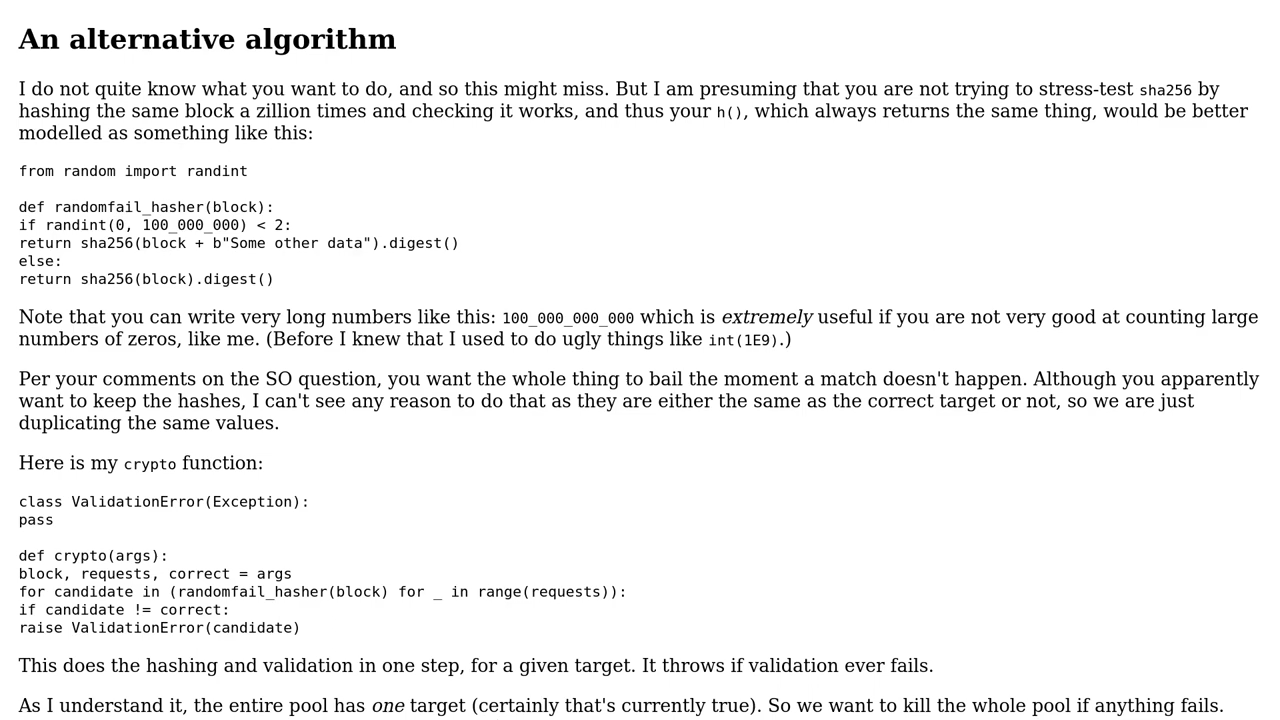 An alternative algorithm
I do not quite know what you want to do, and so this might miss. But I am presuming that you are not trying to stress-test sha256 by
hashing the same block a zillion times and checking it works, and thus your h(), which always returns the same thing, would be better
modelled as something like this:
from random import randint
def randomfail_hasher(block):
if randint(0, 100_000_000) < 2:
return sha256(block + b"Some other data").digest()
else:
return sha256(block).digest()
Note that you can write very long numbers like this: 100_000_000_000 which is extremely useful if you are not very good at counting large
numbers of zeros, like me. (Before I knew that I used to do ugly things like int(1E9).)
Per your comments on the SO question, you want the whole thing to bail the moment a match doesn't happen. Although you apparently
want to keep the hashes, I can't see any reason to do that as they are either the same as the correct target or not, so we are just
duplicating the same values.
Here is my crypto function:
class ValidationError(Exception):
pass
def crypto(args):
block, requests, correct = args
for candidate in (randomfail_hasher(block) for _ in range(requests)):
if candidate != correct:
raise ValidationError(candidate)
This does the hashing and validation in one step, for a given target. It throws if validation ever fails.
As I understand it, the entire pool has one target (certainly that's currently true). So we want to kill the whole pool if anything fails.